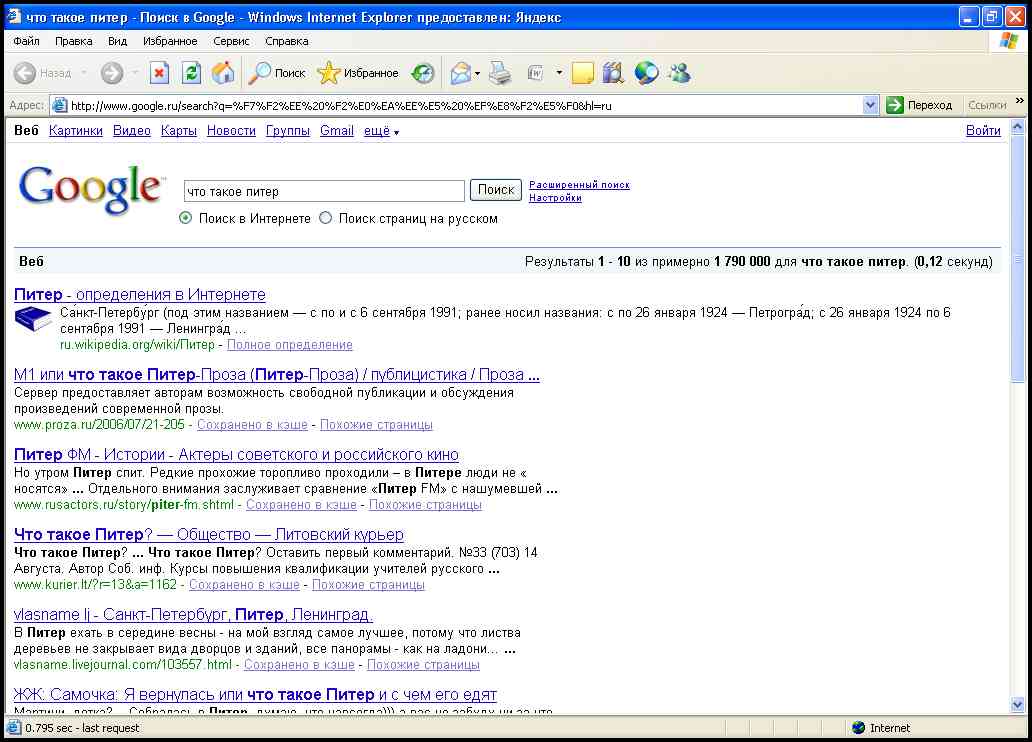 что такое питер - Поиск в Google - Windows Internet Explorer предоставлен: Яндекс
Файл Правка Вид Избранное Сервис Справка
Назад Поиск Избранное
Адрес: http://www.google.ru/search?q=%F7%F2%EE%20%F2%E0%EA%EE%E5%20%EF%E8%F2%E5%F0&hl=ru Переход Ссылки »
Веб Картинки Видео Карты Новости Группы Gmail ещё ▼ Войти
Google™ что такое питер Поиск Расширенный поиск
Настройки
Поиск в Интернете Поиск страниц на русском
Веб Результаты 1 - 10 из примерно 1 790 000 для что такое питер. (0,12 секунд)
Питер - определения в Интернете
Са́нкт-Петербу́рг (под этим названием — с по и с 6 сентября 1991; ранее носил названия: с по 26 января 1924 — Петрогра́д; с 26 января 1924 по 6
сентября 1991 — Ленингра́д ...
ru.wikipedia.org/wiki/Питер - Полное определение
М1 или что такое Питер-Проза (Питер-Проза) / публицистика / Проза ...
Сервер предоставляет авторам возможность свободной публикации и обсуждения
произведений современной прозы.
www.proza.ru/2006/07/21-205 - Сохранено в кэше - Похожие страницы
Питер ФМ - Истории - Актеры советского и российского кино
Но утром Питер спит. Редкие прохожие торопливо проходили – в Питере люди не «
носятся» ... Отдельного внимания заслуживает сравнение «Питер FM» с нашумевшей ...
www.rusactors.ru/story/piter-fm.shtml - Сохранено в кэше - Похожие страницы
Что такое Питер? — Общество — Литовский курьер
Что такое Питер? ... Что такое Питер? Оставить первый комментарий. №33 (703) 14
Августа. Автор Соб. инф. Курсы повышения квалификации учителей русского ...
www.kurier.lt/?r=13&a=1162 - Сохранено в кэше - Похожие страницы
vlasname lj - Санкт-Петербург, Питер, Ленинград.
В Питер ехать в середине весны - на мой взгляд самое лучшее, потому что листва
деревьев не закрывает вида дворцов и зданий, все панорамы - как на ладони... ...
vlasname.livejournal.com/103557.html - Сохранено в кэше - Похожие страницы
ЖЖ: Самочка: Я вернулась или что такое Питер и с чем его едят
0.795 sec - last request Internet